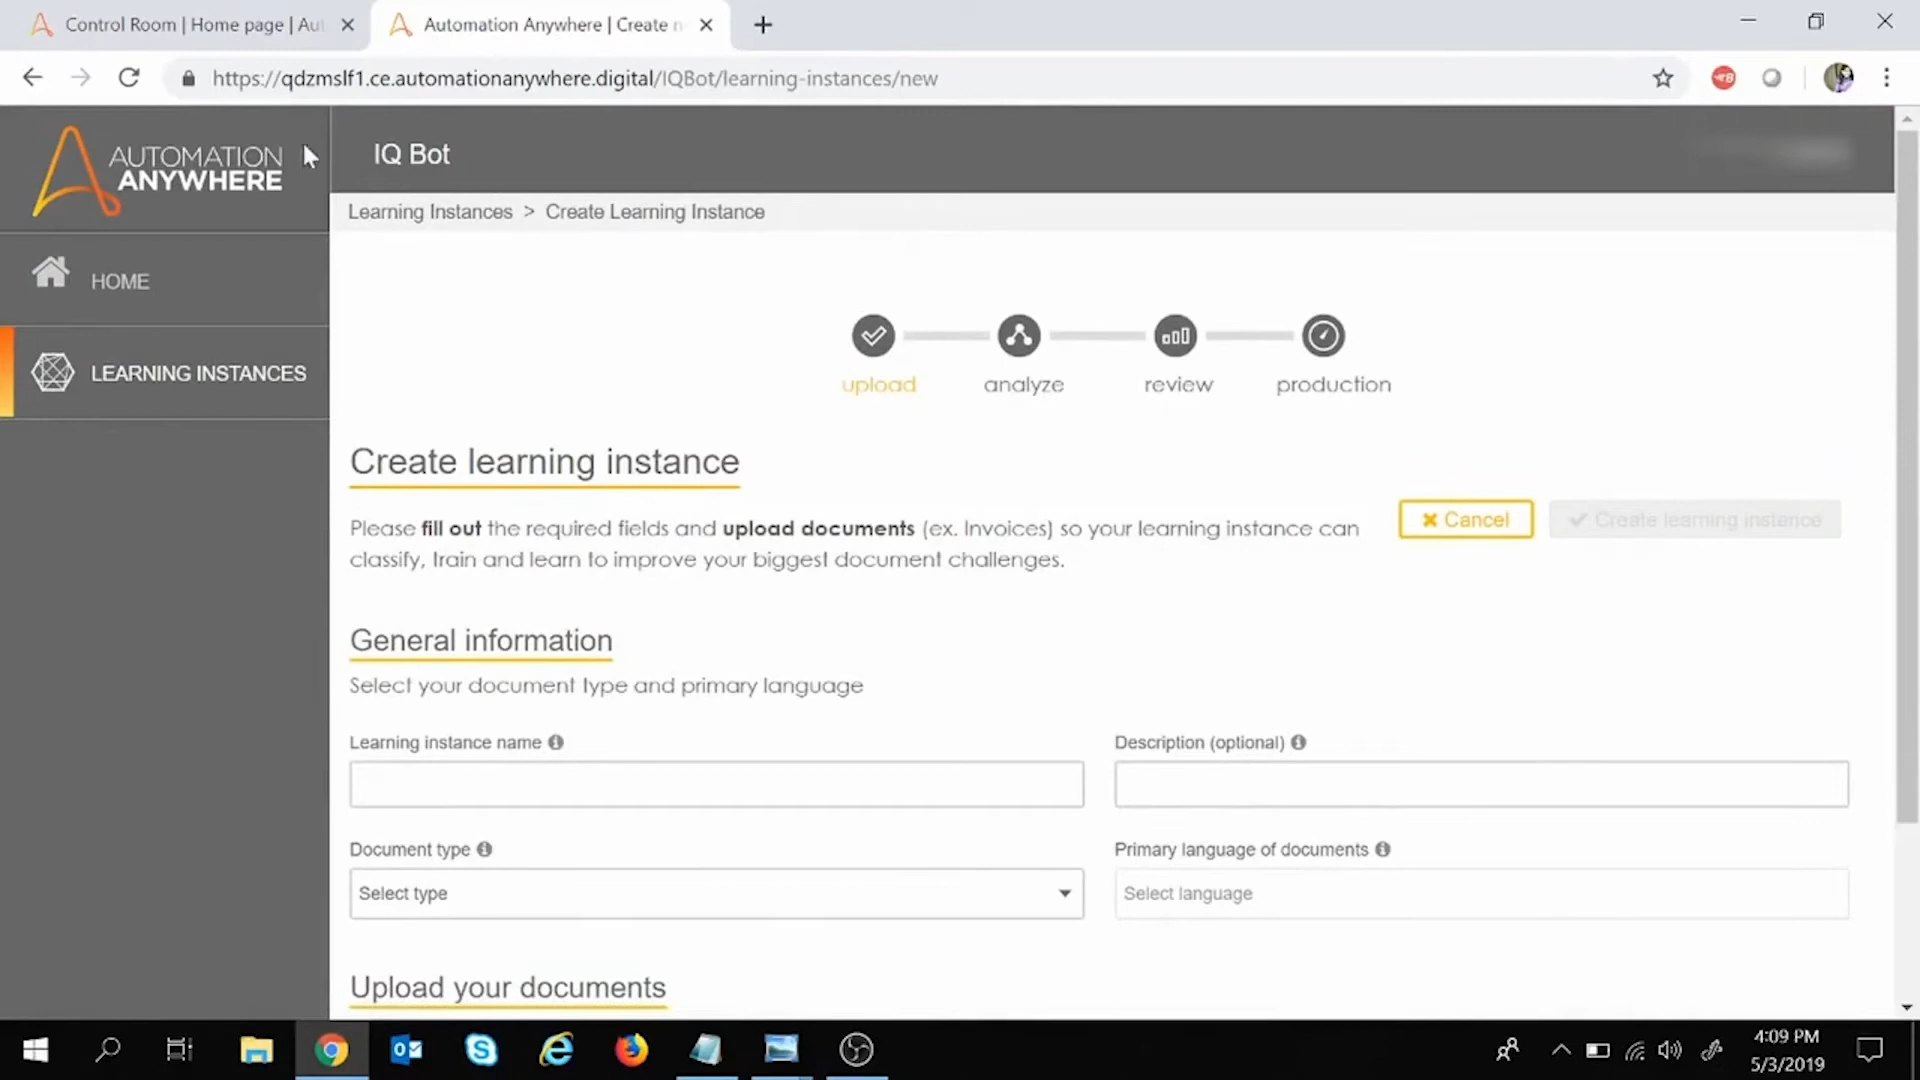 Control Room | Home page | Aut
Automation Anywhere | Create n
https://qdzmslf1.ce.automationanywhere.digital/IQBot/learning-instances/new
AUTOMATION
ANYWHERE
IQ Bot
Learning Instances > Create Learning Instance
HOME
LEARNING INSTANCES
upload
analyze
review
production
Create learning instance
Please fill out the required fields and upload documents (ex. Invoices) so your learning instance can
classify, train and learn to improve your biggest document challenges.
Cancel
Create learning instance
General information
Select your document type and primary language
Learning instance name
Description (optional)
Document type
Primary language of documents
Select type
Select language
Upload your documents
4:09 PM
5/3/2019